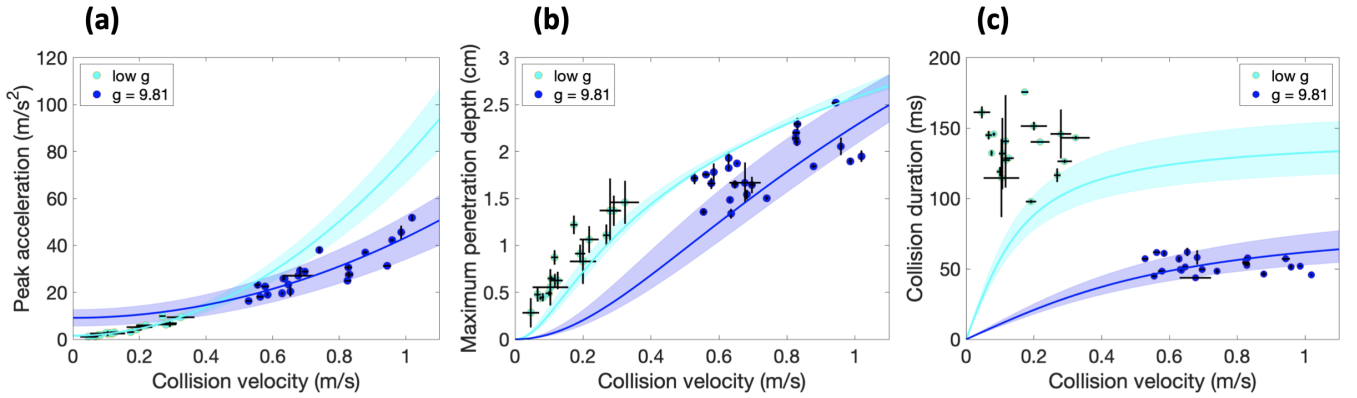 (a)
Peak acceleration (m/s²)
120
100
80
60
40
20
0
low g
g = 9.81
0
0.2
0.4
0.6
0.8
1
Collision velocity (m/s)
(b)
Maximum penetration depth (cm)
3
2.5
2
1.5
1
0.5
0
low g
g = 9.81
0
0.2
0.4
0.6
0.8
1
Collision velocity (m/s)
(c)
Collision duration (ms)
200
150
100
50
0
low g
g = 9.81
0
0.2
0.4
0.6
0.8
1
Collision velocity (m/s)